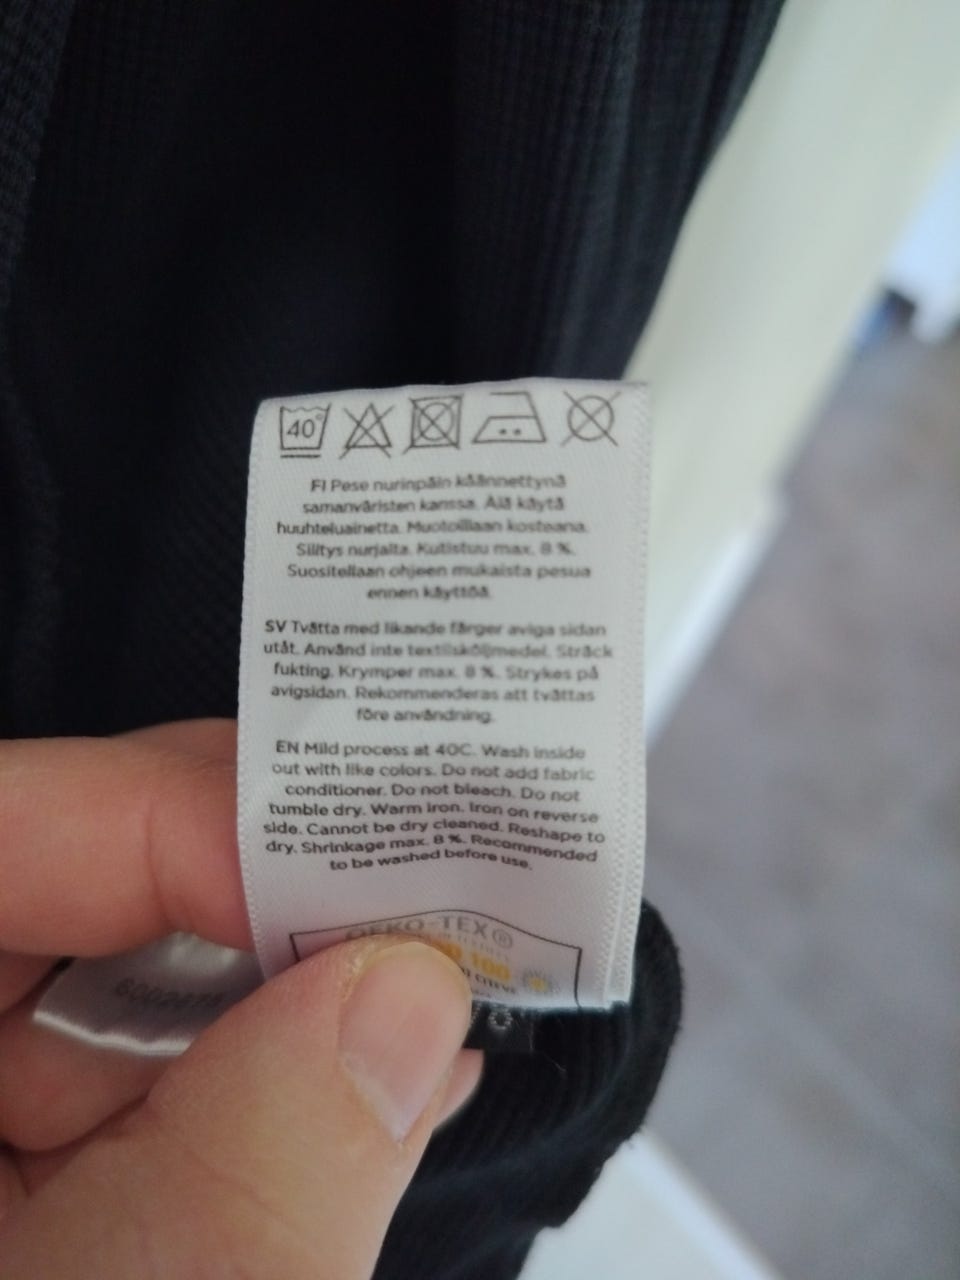 40°
FI Pese nurinpäin käännettynä
samanväristen kanssa. Älä käytä
huuhteluainetta. Muotoillaan kosteana.
Silitys nurjalta. Kutistuu max. 8 %.
Suositellaan ohjeen mukaista pesua
ennen käyttöä.
SV Tvätta med likande färger aviga sidan
utåt. Använd inte textilsköljmedel. Sträck
fukting. Krymper max. 8 %. Strykes på
avigsidan. Rekommenderas att tvättas
före användning.
EN Mild process at 40C. Wash inside
out with like colors. Do not add fabric
conditioner. Do not bleach. Do not
tumble dry. Warm iron. Iron on reverse
side. Cannot be dry cleaned. Reshape to
dry. Shrinkage max. 8 %. Recommended
to be washed before use.
OEKO-TEX®
100